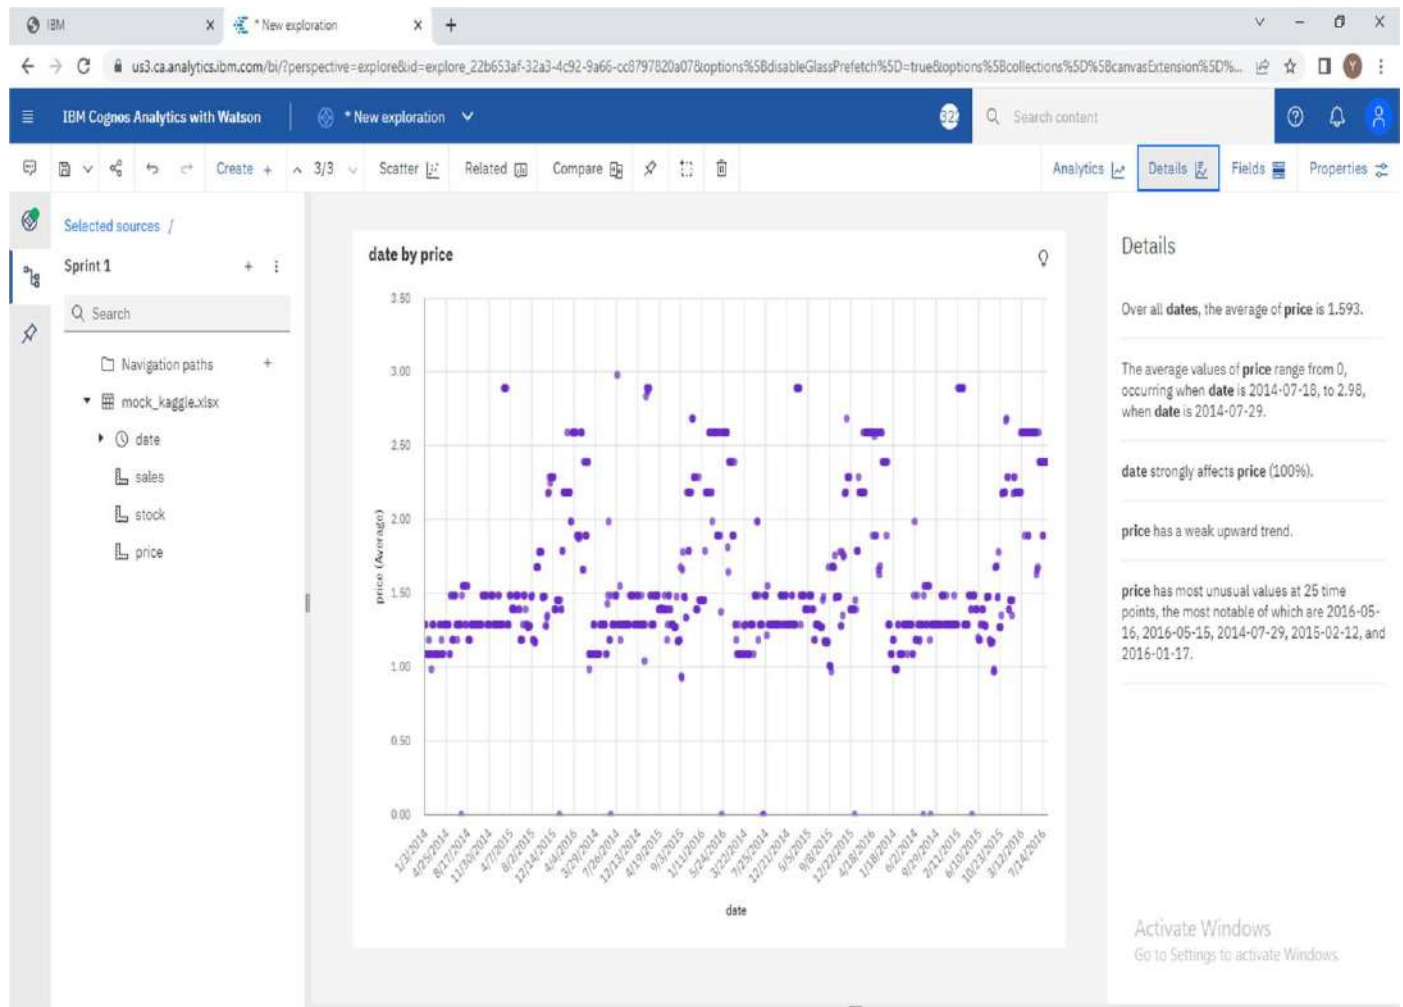 IBM
* New exploration
us3.ca.analytics.ibm.com/bi/?perspective=explore&id=explore_22b653af-32a3-4c92-9a66-cc8797820a07&options%5BdisableGlassPrefetch%5D=true&options%5Bcollections%5D%5BcanvasExtension%5D%...
Y
IBM Cognos Analytics with Watson
* New exploration
Search content
Create +
3/3
Scatter
Related
Compare
Analytics
Details
Fields
Properties
Selected sources /
Sprint 1
Search
Navigation paths
mock_kaggle.xlsx
date
sales
stock
price
date by price
3.50
3.00
2.50
2.00
1.50
1.00
0.50
0.00
price (Average)
1/3/2014
4/25/2014
8/17/2014
11/30/2014
4/7/2015
8/2/2015
12/14/2015
4/4/2016
3/29/2014
7/26/2014
12/13/2014
4/19/2015
9/3/2015
1/11/2016
5/24/2016
3/22/2014
7/25/2014
12/21/2014
5/5/2015
9/8/2015
12/22/2015
4/18/2016
1/18/2014
6/2/2014
9/29/2014
2/11/2015
6/10/2015
10/23/2015
3/12/2016
7/14/2016
date
Details
Over all dates, the average of price is 1.593.
The average values of price range from 0,
occurring when date is 2014-07-18, to 2.98,
when date is 2014-07-29.
date strongly affects price (100%).
price has a weak upward trend.
price has most unusual values at 25 time
points, the most notable of which are 2016-05-
16, 2016-05-15, 2014-07-29, 2015-02-12, and
2016-01-17.
Activate Windows
Go to Settings to activate Windows.